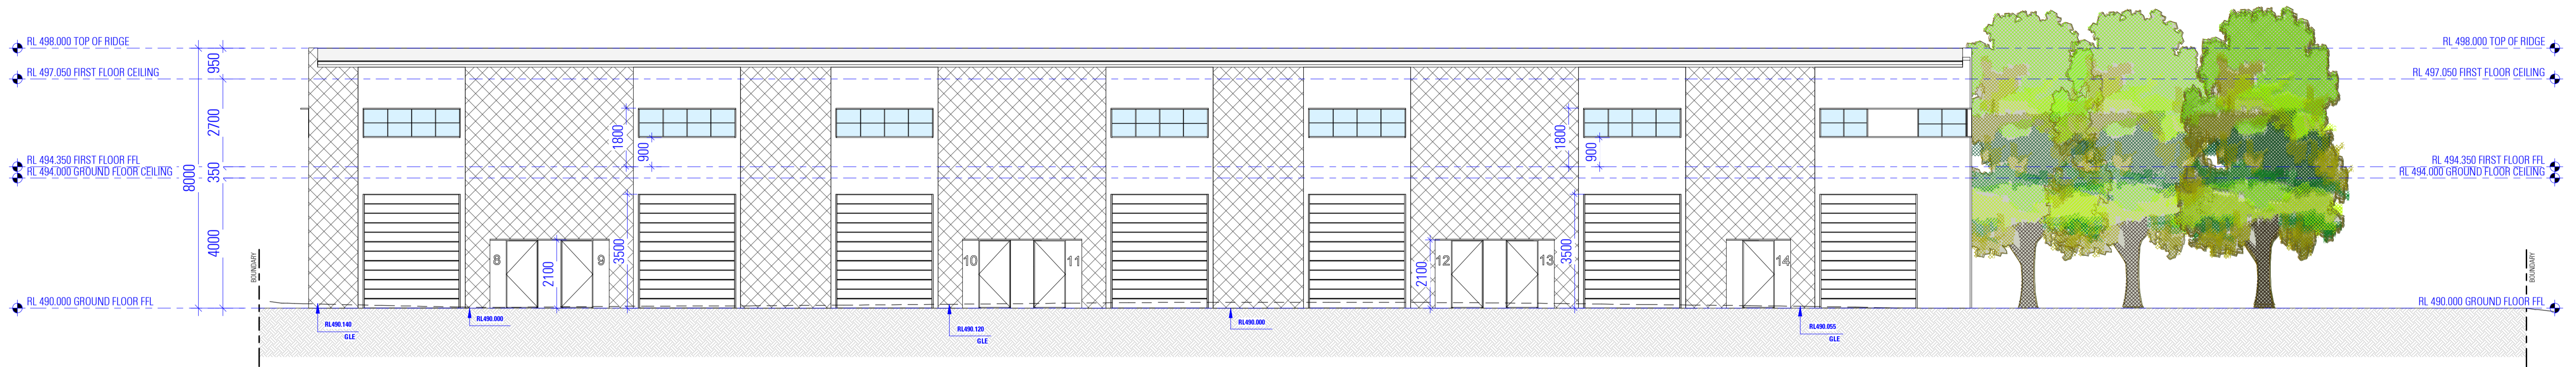 RL 498.000 TOP OF RIDGE
RL 497.050 FIRST FLOOR CEILING
RL 494.350 FIRST FLOOR FFL
RL 494.000 GROUND FLOOR CEILING
RL 490.000 GROUND FLOOR FFL
8000
950
2700
350
4000
BOUNDARY
8
9
2100
3500
1800
900
10
11
12
13
2100
3500
1800
900
14
RL490.140
GLE
RL490.000
RL490.120
GLE
RL490.000
RL490.055
GLE
RL 498.000 TOP OF RIDGE
RL 497.050 FIRST FLOOR CEILING
RL 494.350 FIRST FLOOR FFL
RL 494.000 GROUND FLOOR CEILING
RL 490.000 GROUND FLOOR FFL
BOUNDARY